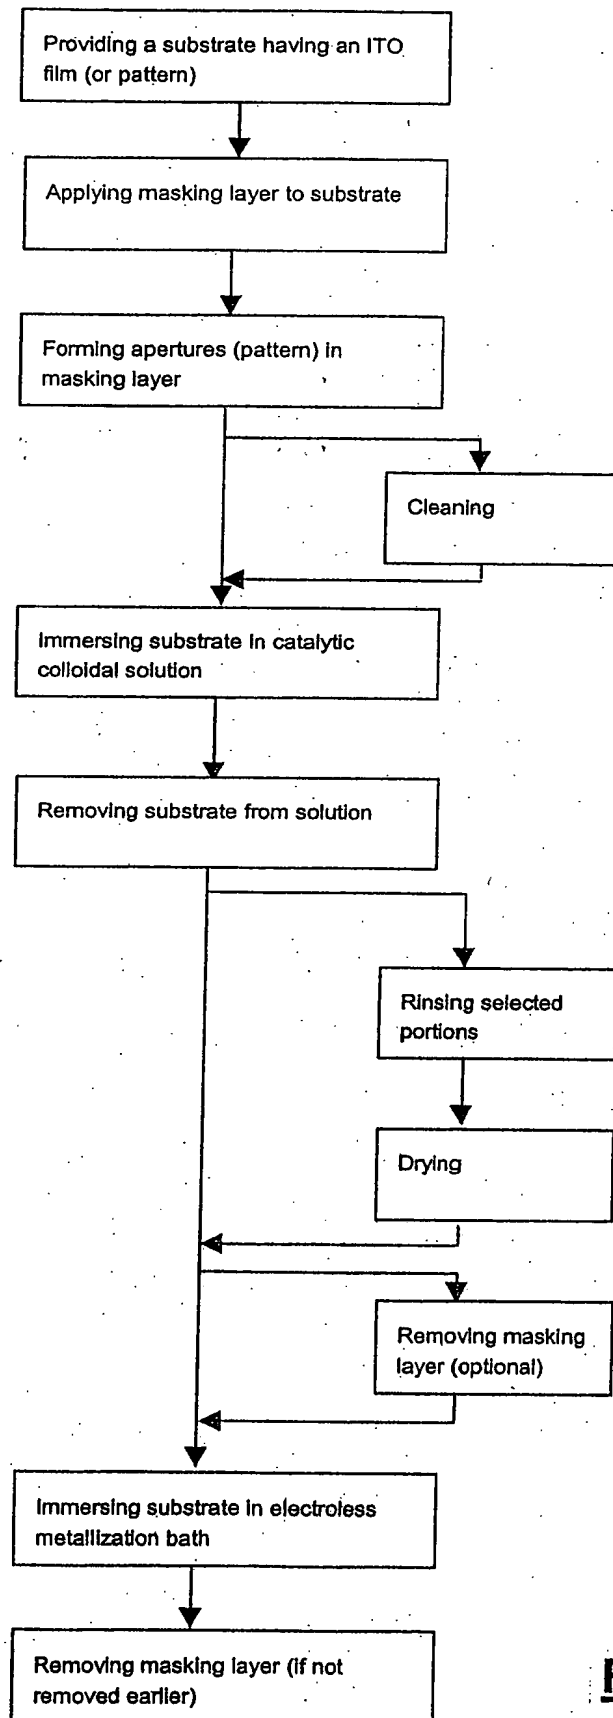 Providing a substrate having an ITO
film (or pattern)
Applying masking layer to substrate
Forming apertures (pattern) in
masking layer
Cleaning
Immersing substrate in catalytic
colloidal solution
Removing substrate from solution
Rinsing selected
portions
Drying
Removing masking
layer (optional)
Immersing substrate in electroless
metallization bath
Removing masking layer (if not
removed earlier)